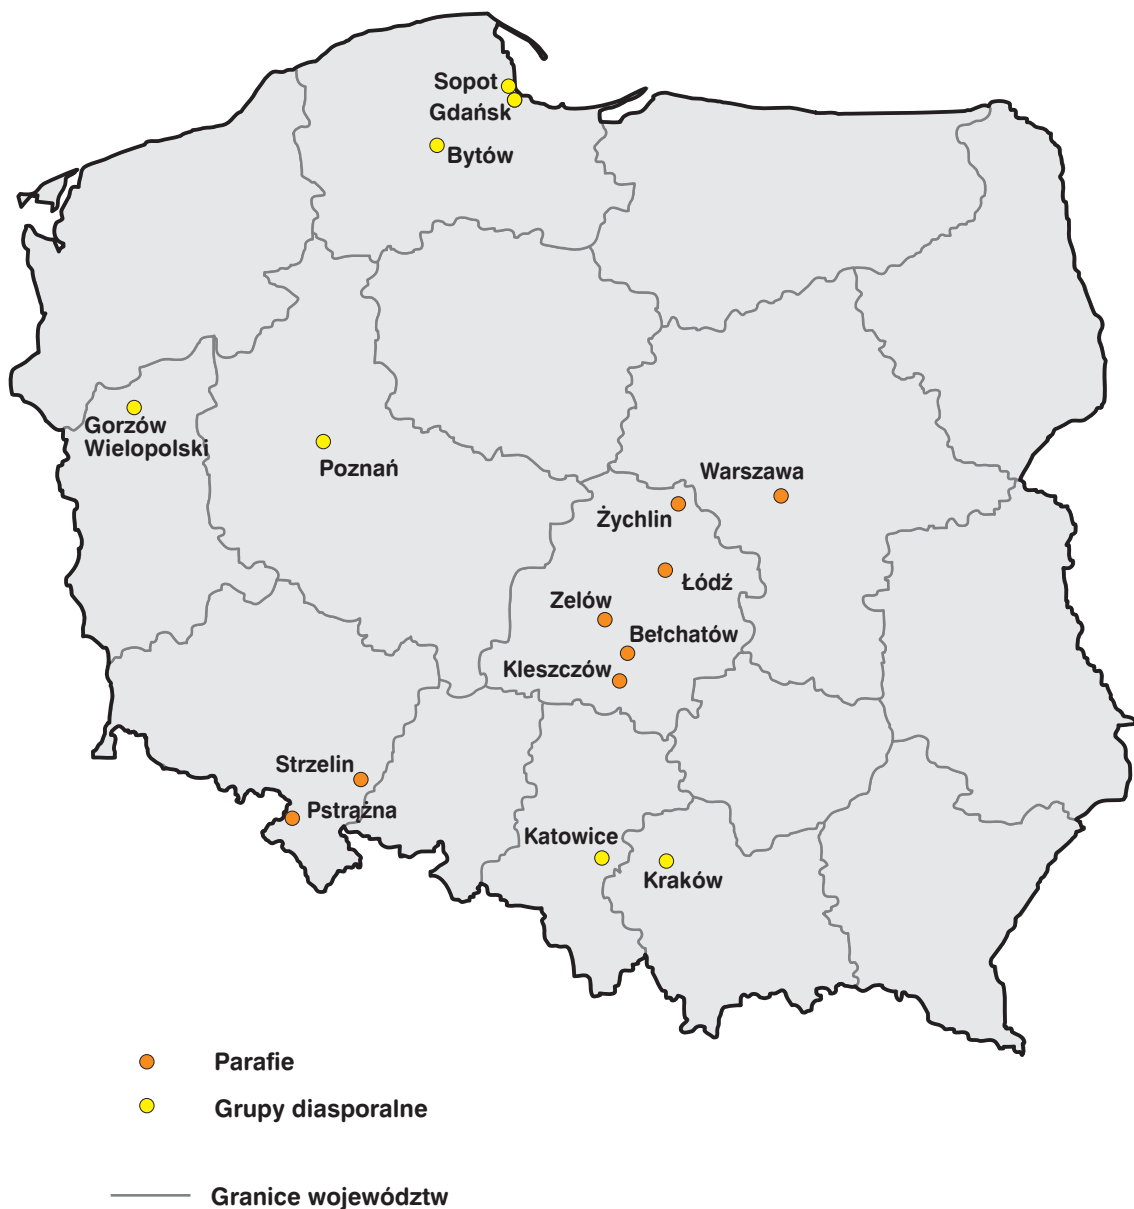 Sopot
Gdańsk
Bytów
Gorzów
Wielopolski
Poznań
Warszawa
Żychlin
Łódź
Zelów
Bełchatów
Kleszczów
Strzelin
Pstrążna
Katowice
Kraków
Parafie
Grupy diasporalne
Granice województw